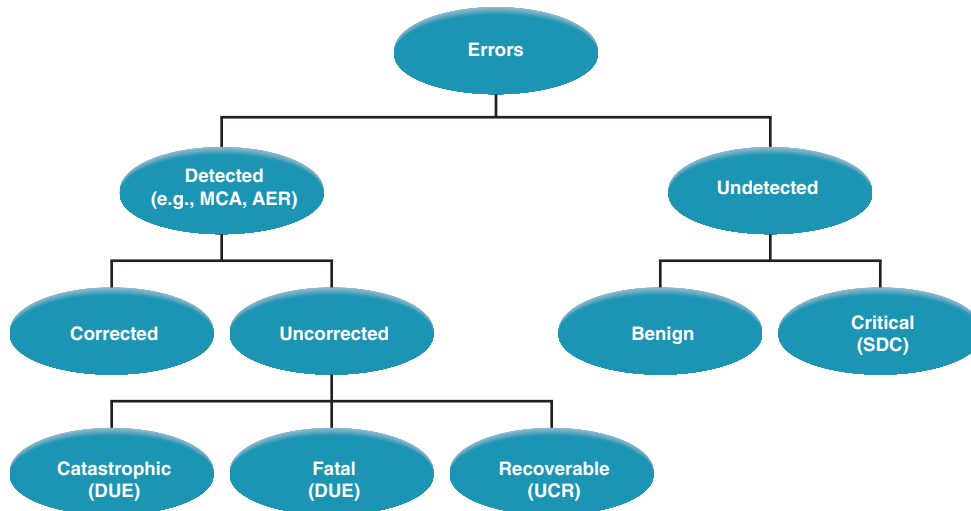 Errors
Detected
(e.g., MCA, AER)
Undetected
Corrected
Uncorrected
Benign
Critical
(SDC)
Catastrophic
(DUE)
Fatal
(DUE)
Recoverable
(UCR)